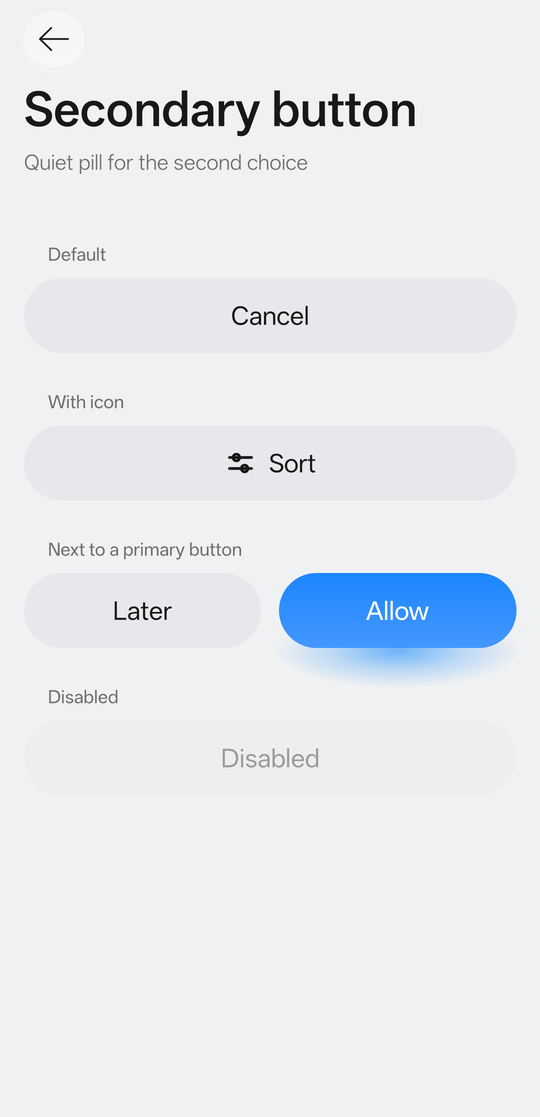 Secondary button
Quiet pill for the second choice
Default
Cancel
With icon
Sort
Next to a primary button
Later
Allow
Disabled
Disabled